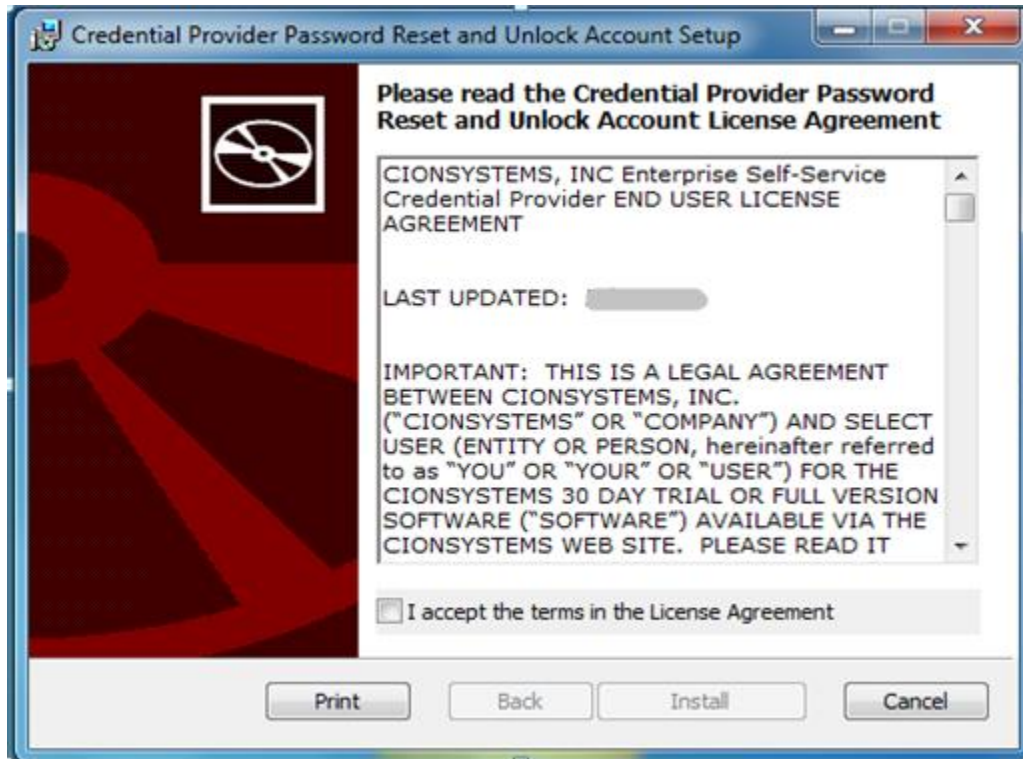 Credential Provider Password Reset and Unlock Account Setup
Please read the Credential Provider Password
Reset and Unlock Account License Agreement
CIONSYSTEMS, INC Enterprise Self-Service
Credential Provider END USER LICENSE
AGREEMENT
LAST UPDATED:
IMPORTANT:  THIS IS A LEGAL AGREEMENT
BETWEEN CIONSYSTEMS, INC.
(“CIONSYSTEMS” OR “COMPANY”) AND SELECT
USER (ENTITY OR PERSON, hereinafter referred
to as “YOU” OR “YOUR” OR “USER”) FOR THE
CIONSYSTEMS 30 DAY TRIAL OR FULL VERSION
SOFTWARE (“SOFTWARE”) AVAILABLE VIA THE
CIONSYSTEMS WEB SITE.  PLEASE READ IT
I accept the terms in the License Agreement
Print Back Install Cancel